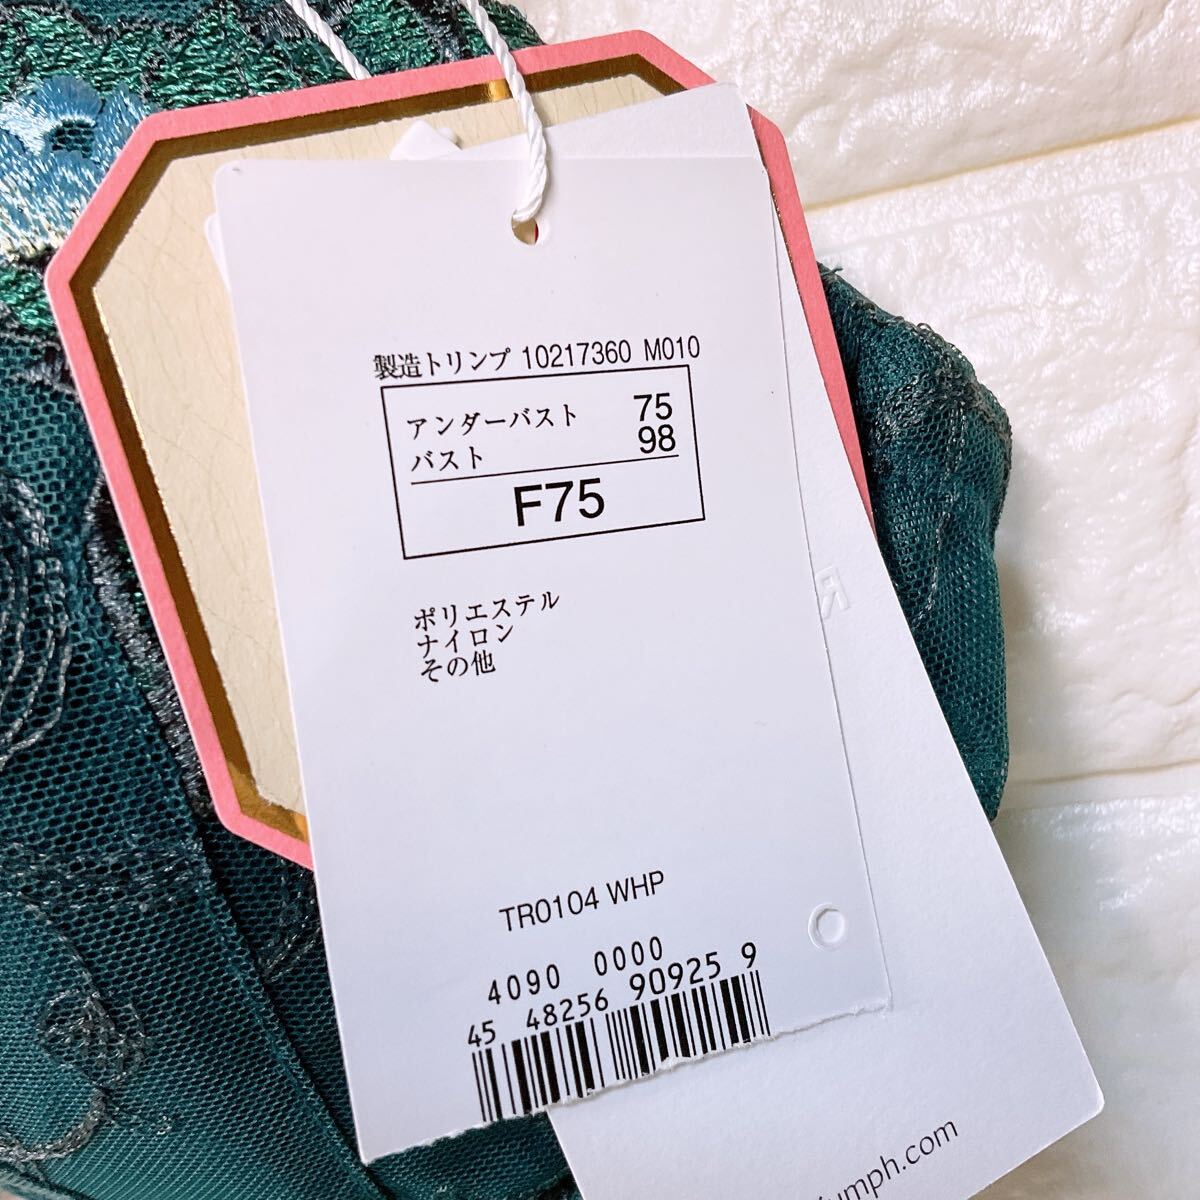 製造トリンプ 10217360 M010
アンダーバスト 75
バスト 98
F75
ポリエステル
ナイロン
その他
TR0104 WHP
4090 0000
45 48256 90925 9
R
umph.com